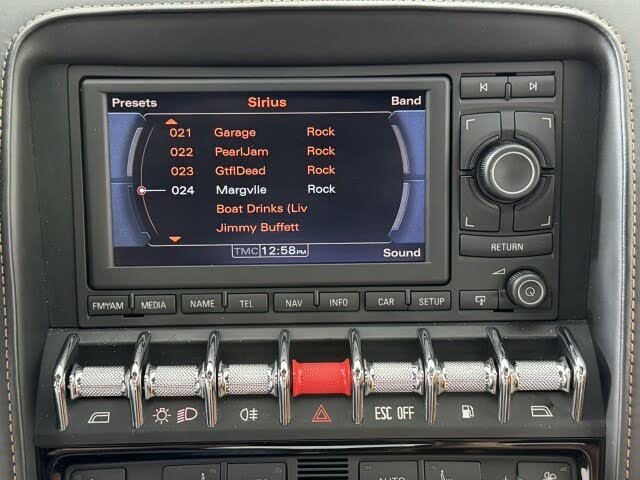 Presets Sirius Band
021 Garage Rock
022 PearlJam Rock
023 GtflDead Rock
024 Margvlle Rock
Boat Drinks (Liv
Jimmy Buffett
TMC 12:58PM Sound
RETURN
FM/AM MEDIA NAME TEL NAV INFO CAR SETUP
ESC OFF
AUTO